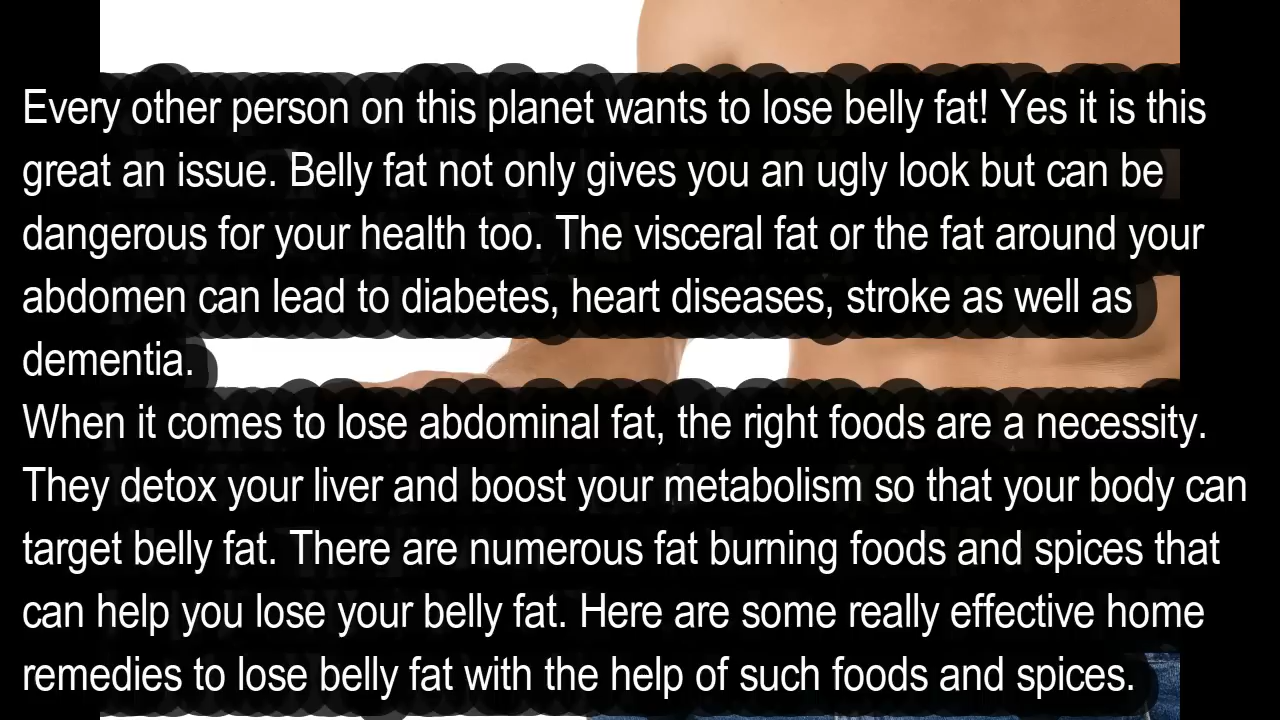 Every other person on this planet wants to lose belly fat! Yes it is this
great an issue. Belly fat not only gives you an ugly look but can be
dangerous for your health too. The visceral fat or the fat around your
abdomen can lead to diabetes, heart diseases, stroke as well as
dementia.
When it comes to lose abdominal fat, the right foods are a necessity.
They detox your liver and boost your metabolism so that your body can
target belly fat. There are numerous fat burning foods and spices that
can help you lose your belly fat. Here are some really effective home
remedies to lose belly fat with the help of such foods and spices.